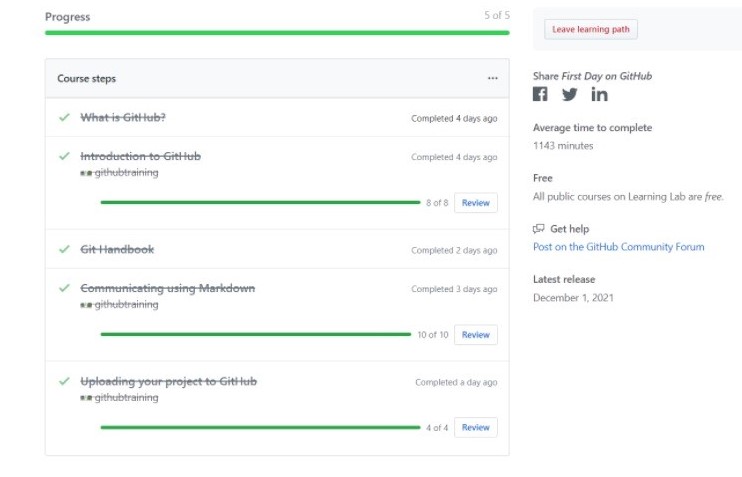 Progress
5 of 5
Course steps
...
What is GitHub?
Completed 4 days ago
Introduction to GitHub
Completed 4 days ago
githubtraining
8 of 8
Review
Git Handbook
Completed 2 days ago
Communicating using Markdown
Completed 3 days ago
githubtraining
10 of 10
Review
Uploading your project to GitHub
Completed a day ago
githubtraining
4 of 4
Review
Leave learning path
Share First Day on GitHub
Average time to complete
1143 minutes
Free
All public courses on Learning Lab are free.
Get help
Post on the GitHub Community Forum
Latest release
December 1, 2021